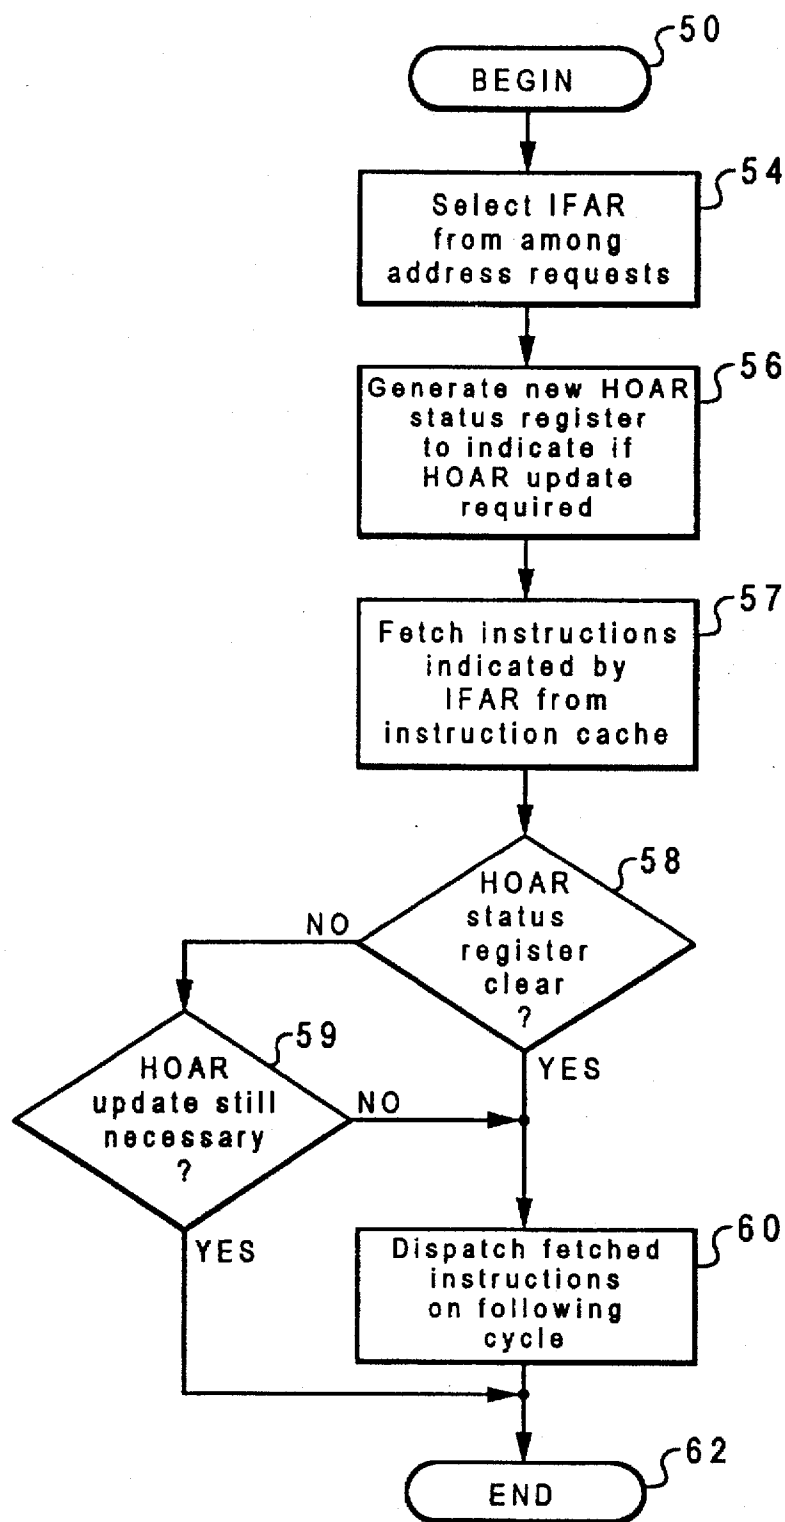 50
BEGIN
54
Select IFAR
from among
address requests
56
Generate new HOAR
status register
to indicate if
HOAR update
required
57
Fetch instructions
indicated by
IFAR from
instruction cache
58
HOAR
status
register
clear
?
NO
YES
59
HOAR
update still
necessary
?
NO
YES
60
Dispatch fetched
instructions
on following
cycle
62
END